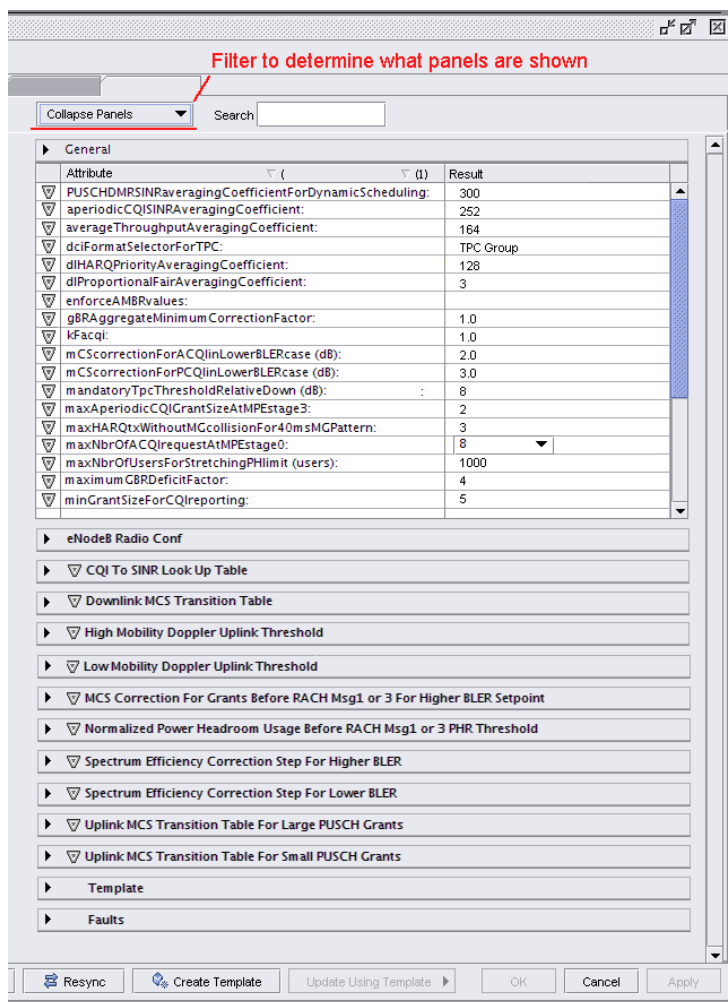 Filter to determine what panels are shown
Collapse Panels Search
General
Attribute ( (1) Result
PUSCHDMRSINRaveragingCoefficientForDynamicScheduling: 300
aperiodicCQISINRAveragingCoefficient: 252
averageThroughputAveragingCoefficient: 164
dciFormatSelectorForTPC: TPC Group
dlHARQPriorityAveragingCoefficient: 128
dlProportionalFairAveragingCoefficient: 3
enforceAMBRvalues:
gBRAggregateMinimumCorrectionFactor: 1.0
kFacqi: 1.0
mCScorrectionForACQIinLowerBLERcase (dB): 2.0
mCScorrectionForPCQIinLowerBLERcase (dB): 3.0
mandatoryTpcThresholdRelativeDown (dB): : 8
maxAperiodicCQIGrantSizeAtMPEstage3: 2
maxHARQtxWithoutMGcollisionFor40msMGPattern: 3
maxNbrOfACQIrequestAtMPEstage0: 8
maxNbrOfUsersForStretchingPHlimit (users): 1000
maximumGBRDeficitFactor: 4
minGrantSizeForCQIreporting: 5
eNodeB Radio Conf
CQI To SINR Look Up Table
Downlink MCS Transition Table
High Mobility Doppler Uplink Threshold
Low Mobility Doppler Uplink Threshold
MCS Correction For Grants Before RACH Msg1 or 3 For Higher BLER Setpoint
Normalized Power Headroom Usage Before RACH Msg1 or 3 PHR Threshold
Spectrum Efficiency Correction Step For Higher BLER
Spectrum Efficiency Correction Step For Lower BLER
Uplink MCS Transition Table For Large PUSCH Grants
Uplink MCS Transition Table For Small PUSCH Grants
Template
Faults
Resync Create Template Update Using Template OK Cancel Apply